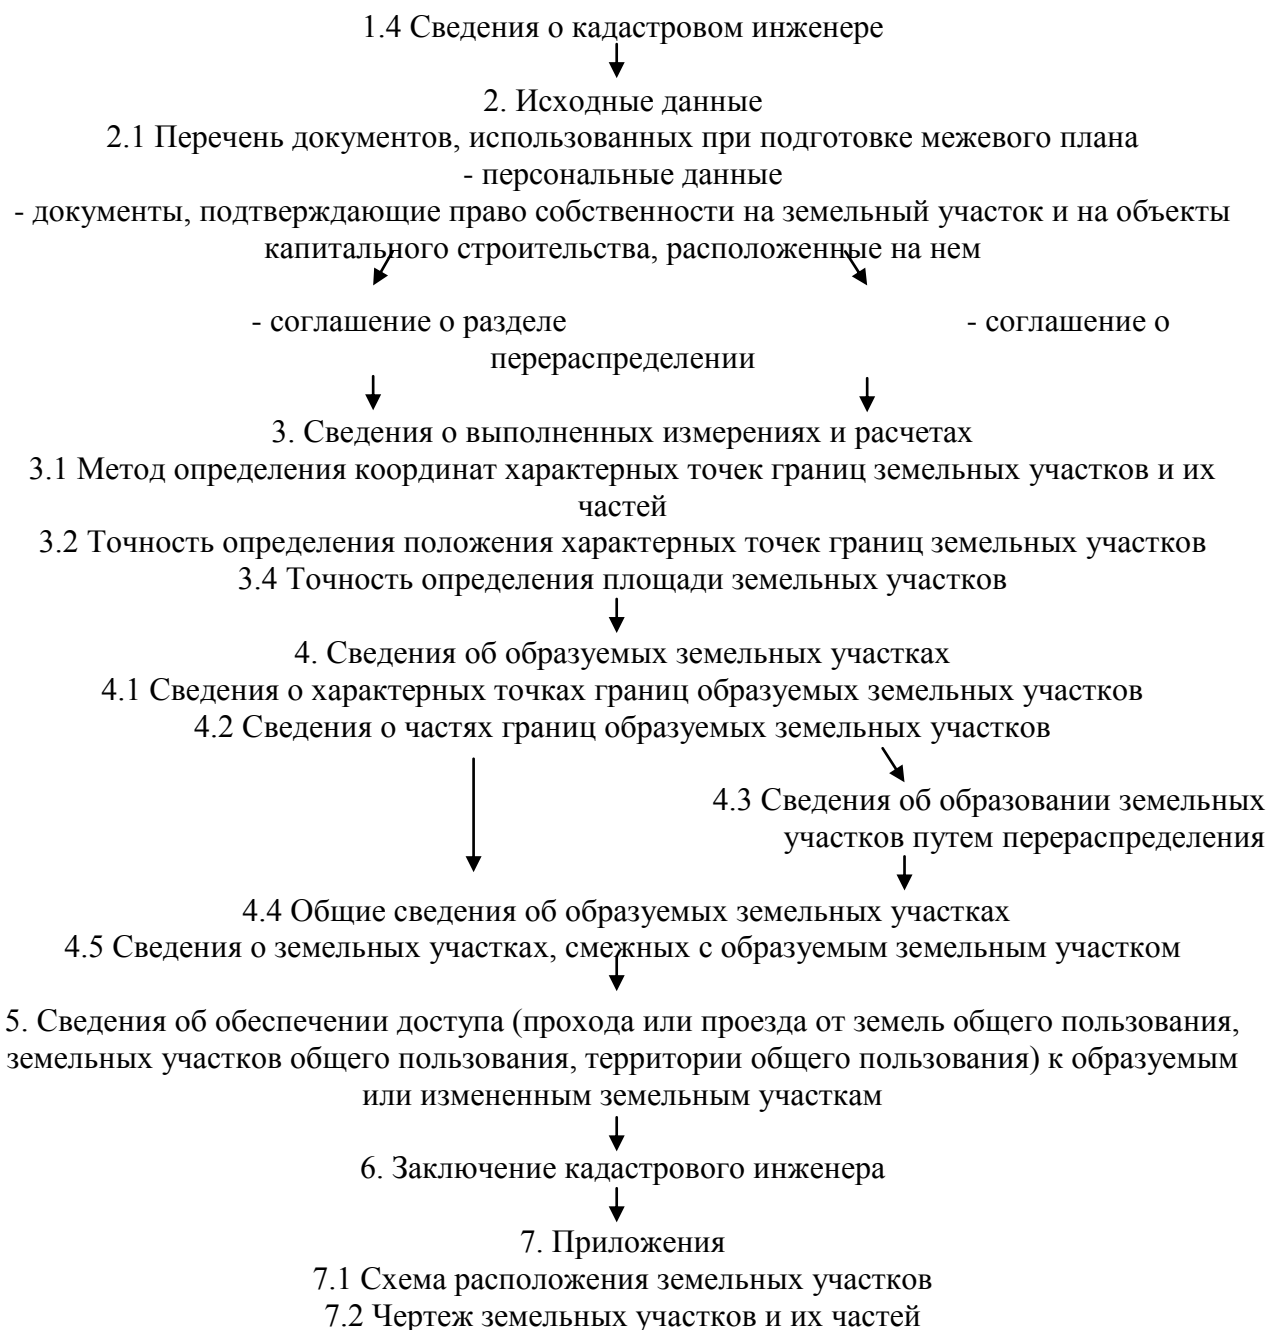 1.4 Сведения о кадастровом инженере
2. Исходные данные
2.1 Перечень документов, использованных при подготовке межевого плана
- персональные данные
- документы, подтверждающие право собственности на земельный участок и на объекты
капитального строительства, расположенные на нем
- соглашение о разделе - соглашение о
перераспределении
3. Сведения о выполненных измерениях и расчетах
3.1 Метод определения координат характерных точек границ земельных участков и их
частей
3.2 Точность определения положения характерных точек границ земельных участков
3.4 Точность определения площади земельных участков
4. Сведения об образуемых земельных участках
4.1 Сведения о характерных точках границ образуемых земельных участков
4.2 Сведения о частях границ образуемых земельных участков
4.3 Сведения об образовании земельных
участков путем перераспределения
4.4 Общие сведения об образуемых земельных участках
4.5 Сведения о земельных участках, смежных с образуемым земельным участком
5. Сведения об обеспечении доступа (прохода или проезда от земель общего пользования,
земельных участков общего пользования, территории общего пользования) к образуемым
или измененным земельным участкам
6. Заключение кадастрового инженера
7. Приложения
7.1 Схема расположения земельных участков
7.2 Чертеж земельных участков и их частей